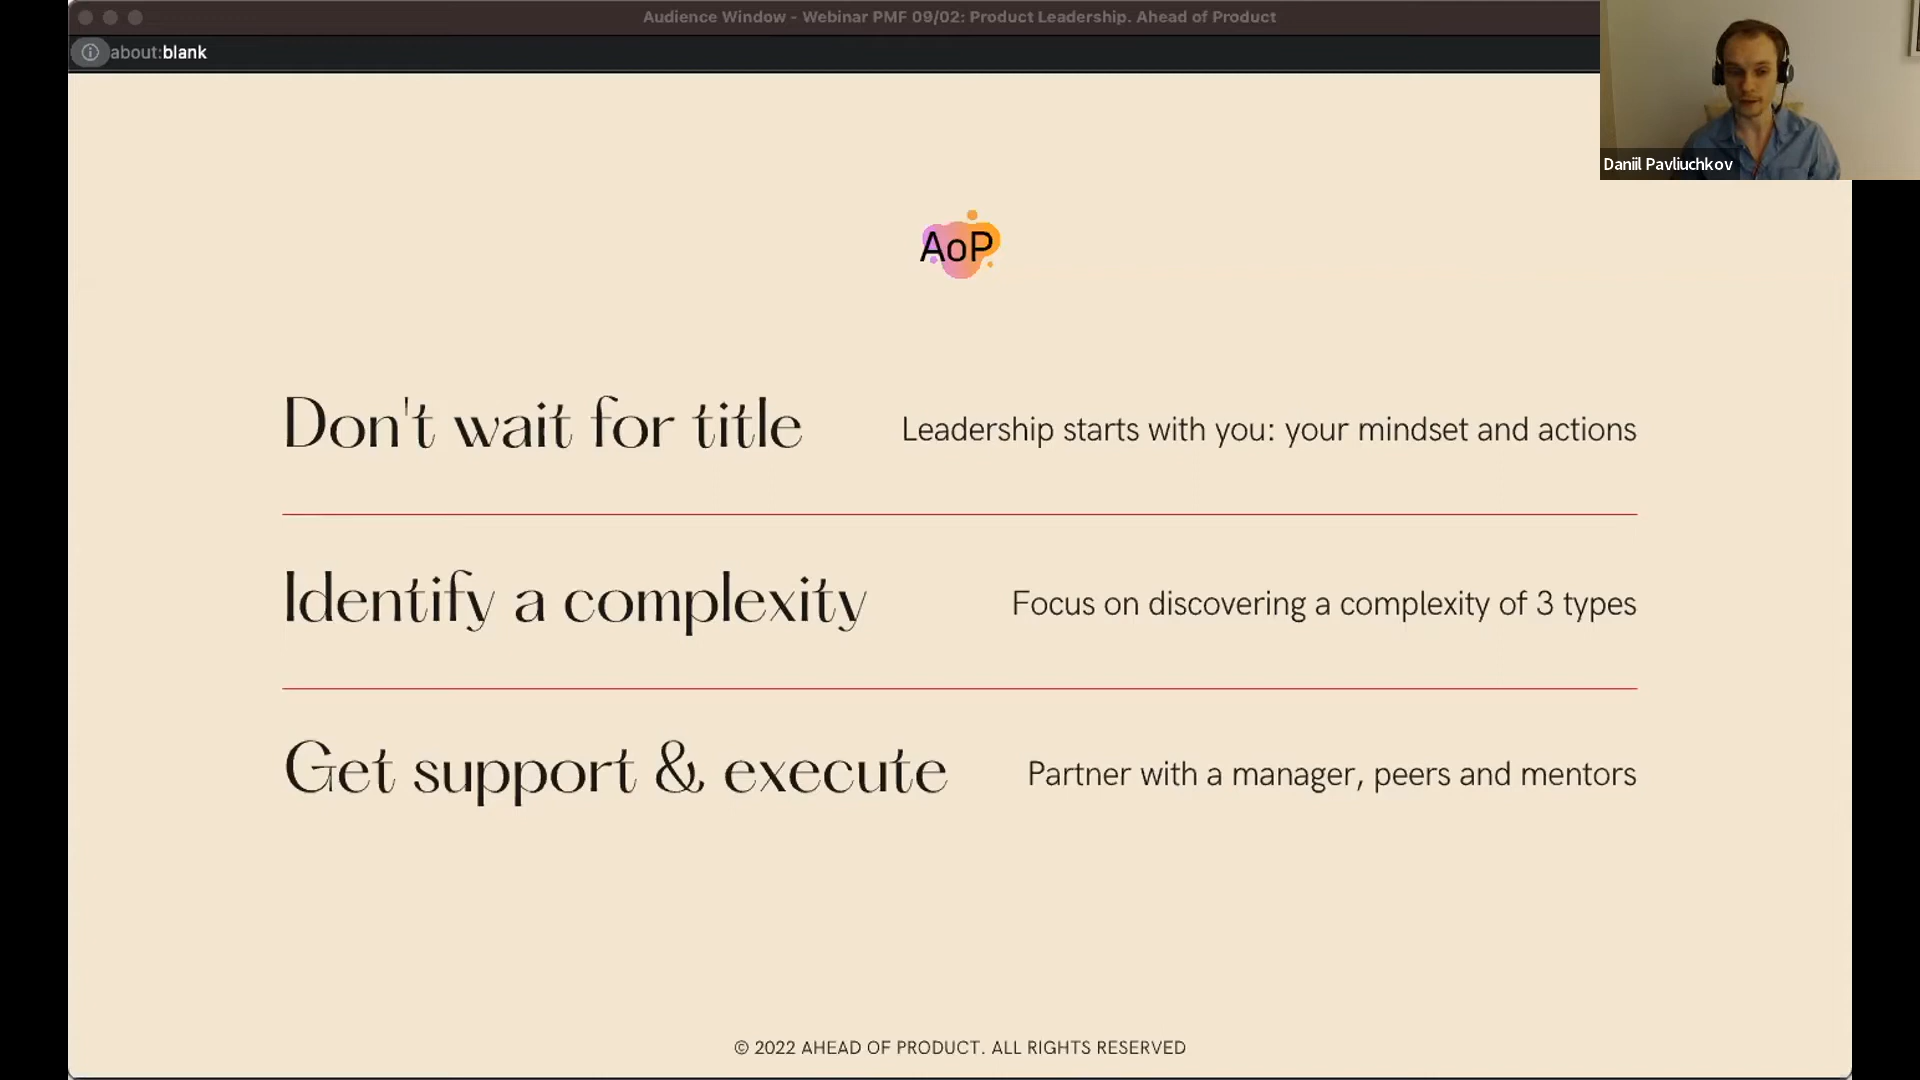 Audience Window - Webinar PMF 09/02: Product Leadership. Ahead of Product
about:blank
Daniil Pavliuchkov
AoP
Don't wait for title
Leadership starts with you: your mindset and actions
Identify a complexity
Focus on discovering a complexity of 3 types
Get support & execute
Partner with a manager, peers and mentors
© 2022 AHEAD OF PRODUCT. ALL RIGHTS RESERVED